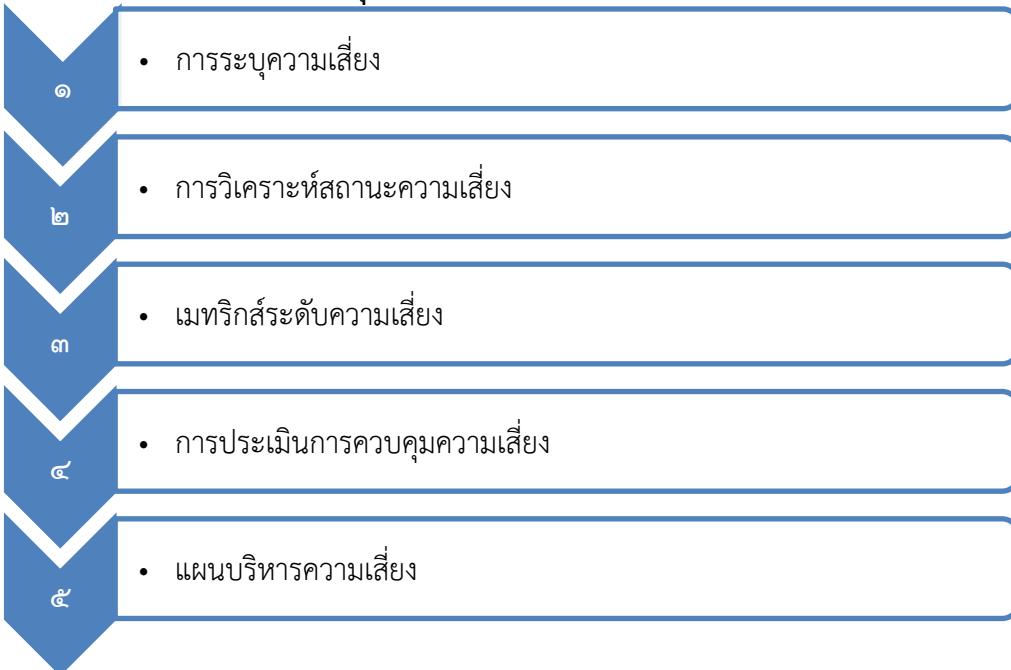 ๑
• การระบุความเสี่ยง
๒
• การวิเคราะห์สถานะความเสี่ยง
๓
• เมทริกส์ระดับความเสี่ยง
๔
• การประเมินการควบคุมความเสี่ยง
๕
• แผนบริหารความเสี่ยง